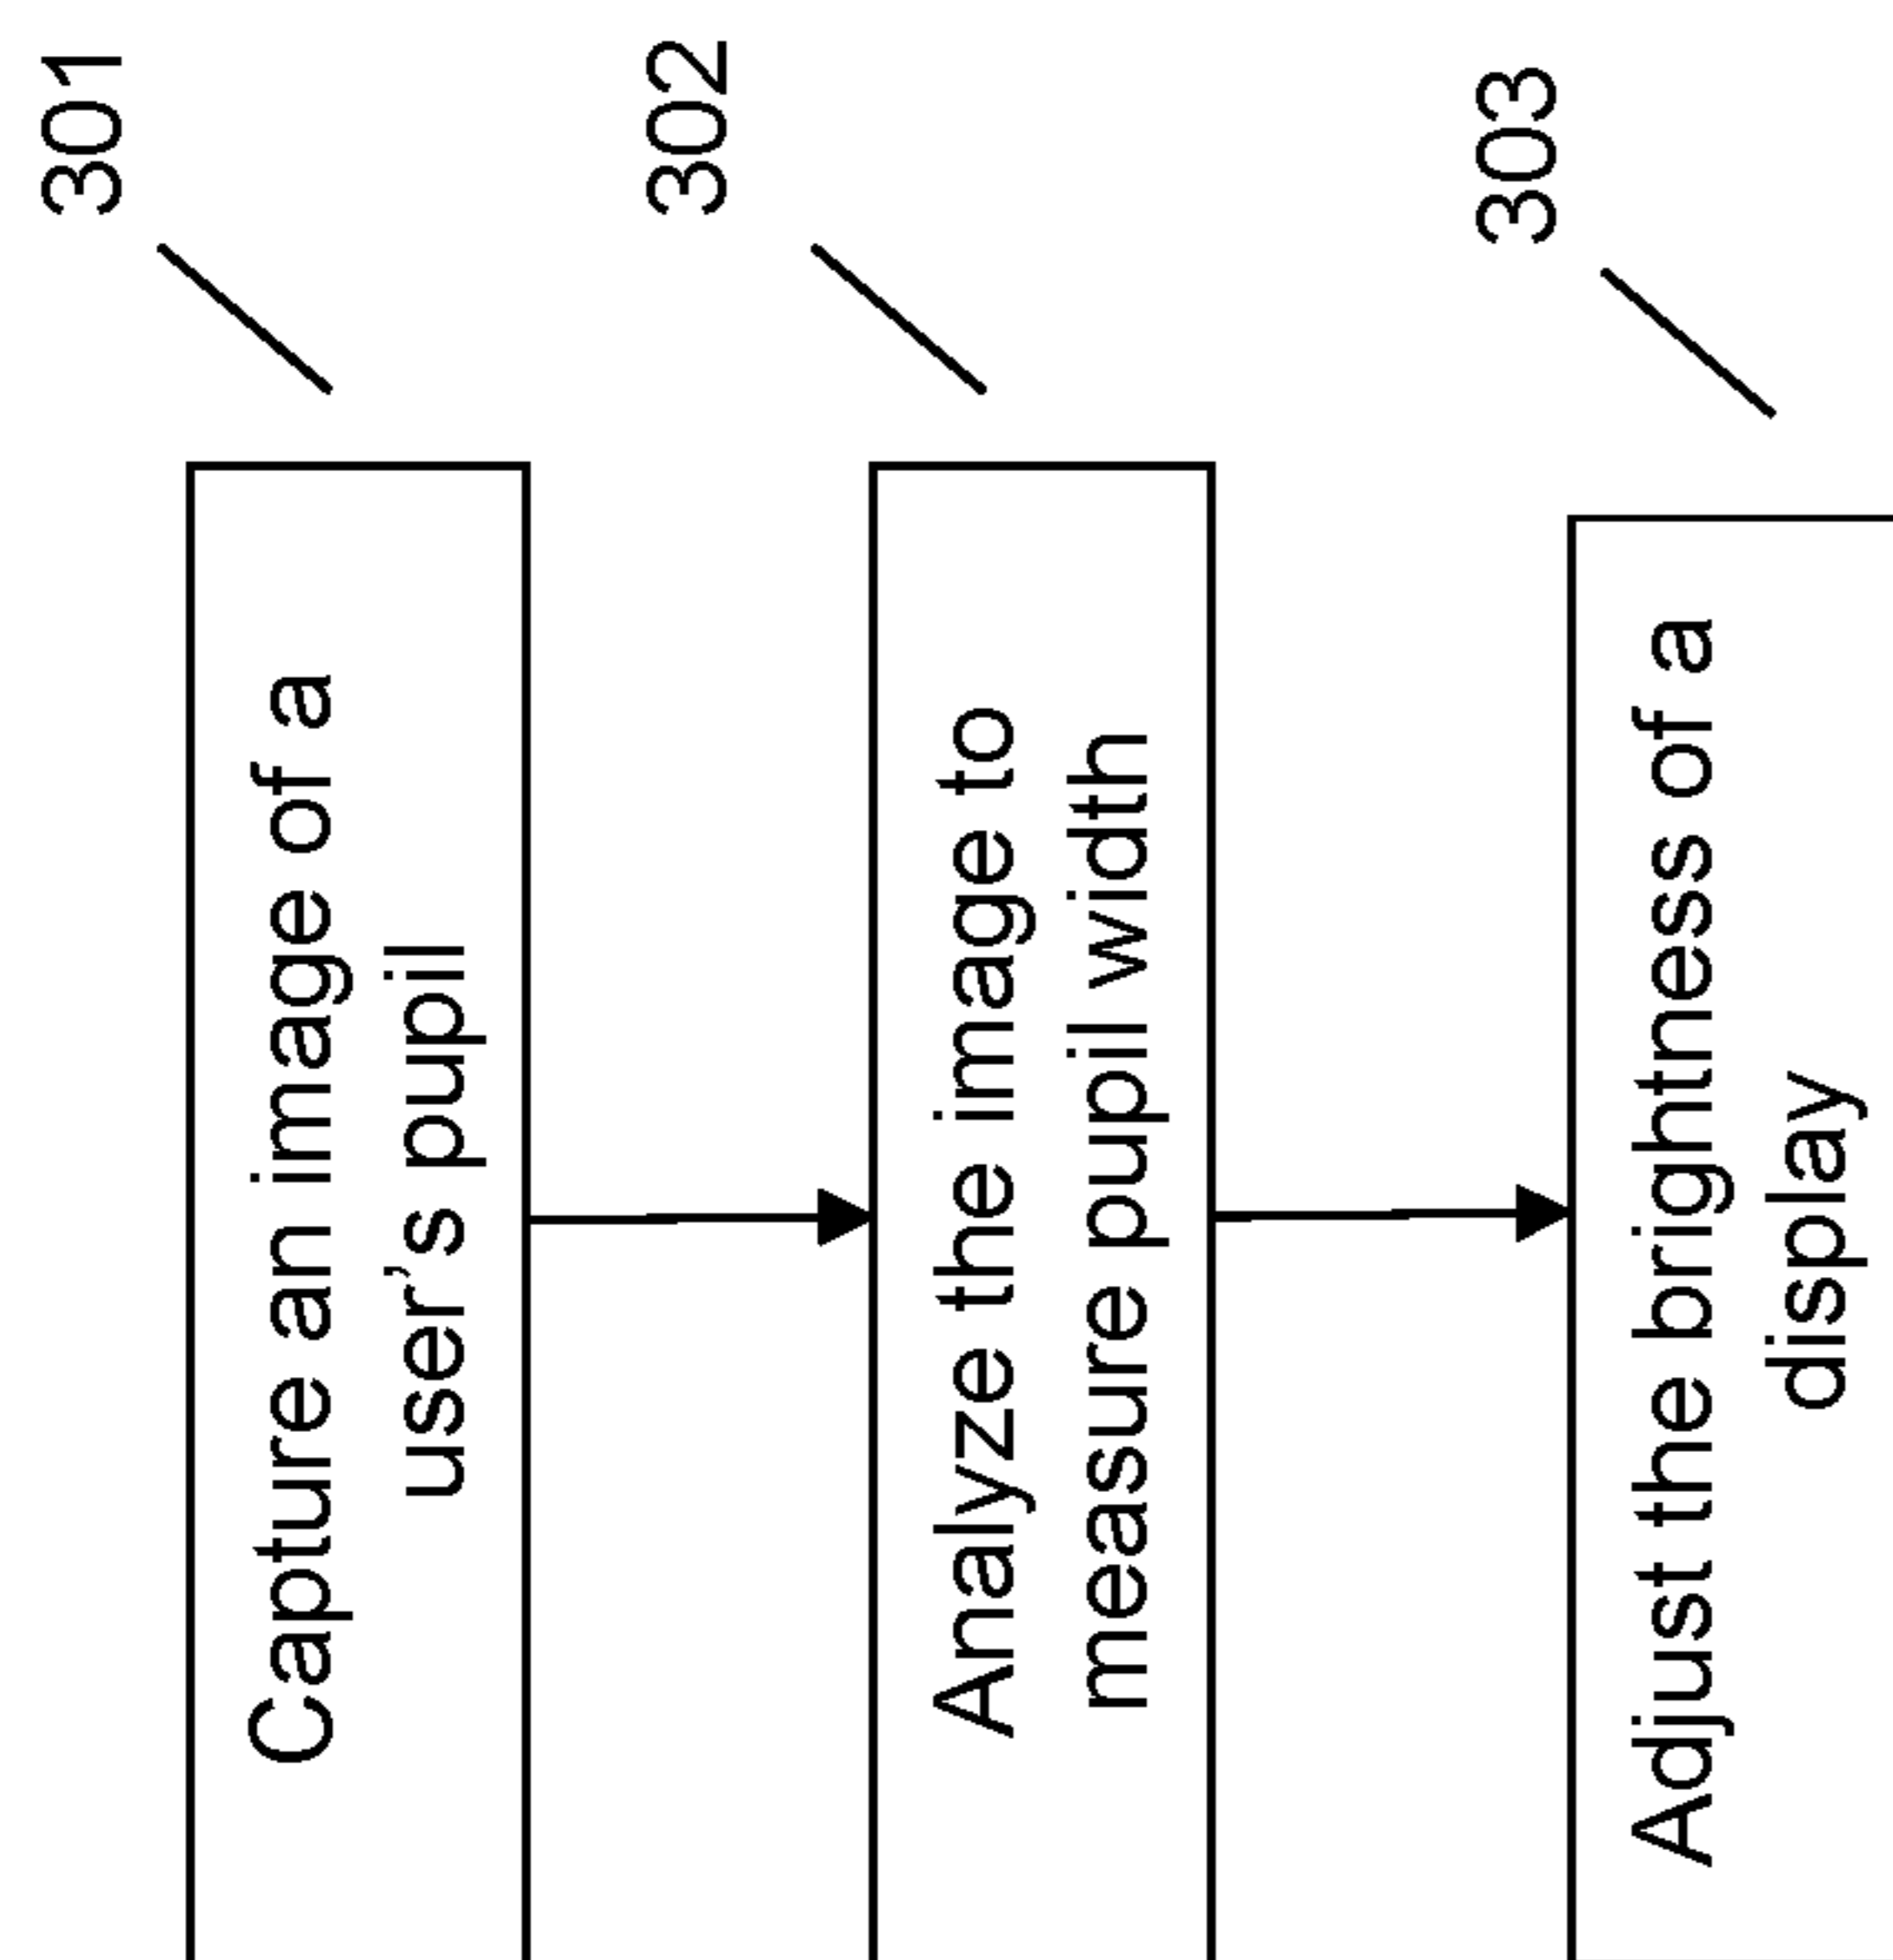 301
Capture an image of a
user’s pupil
302
Analyze the image to
measure pupil width
303
Adjust the brightness of a
display